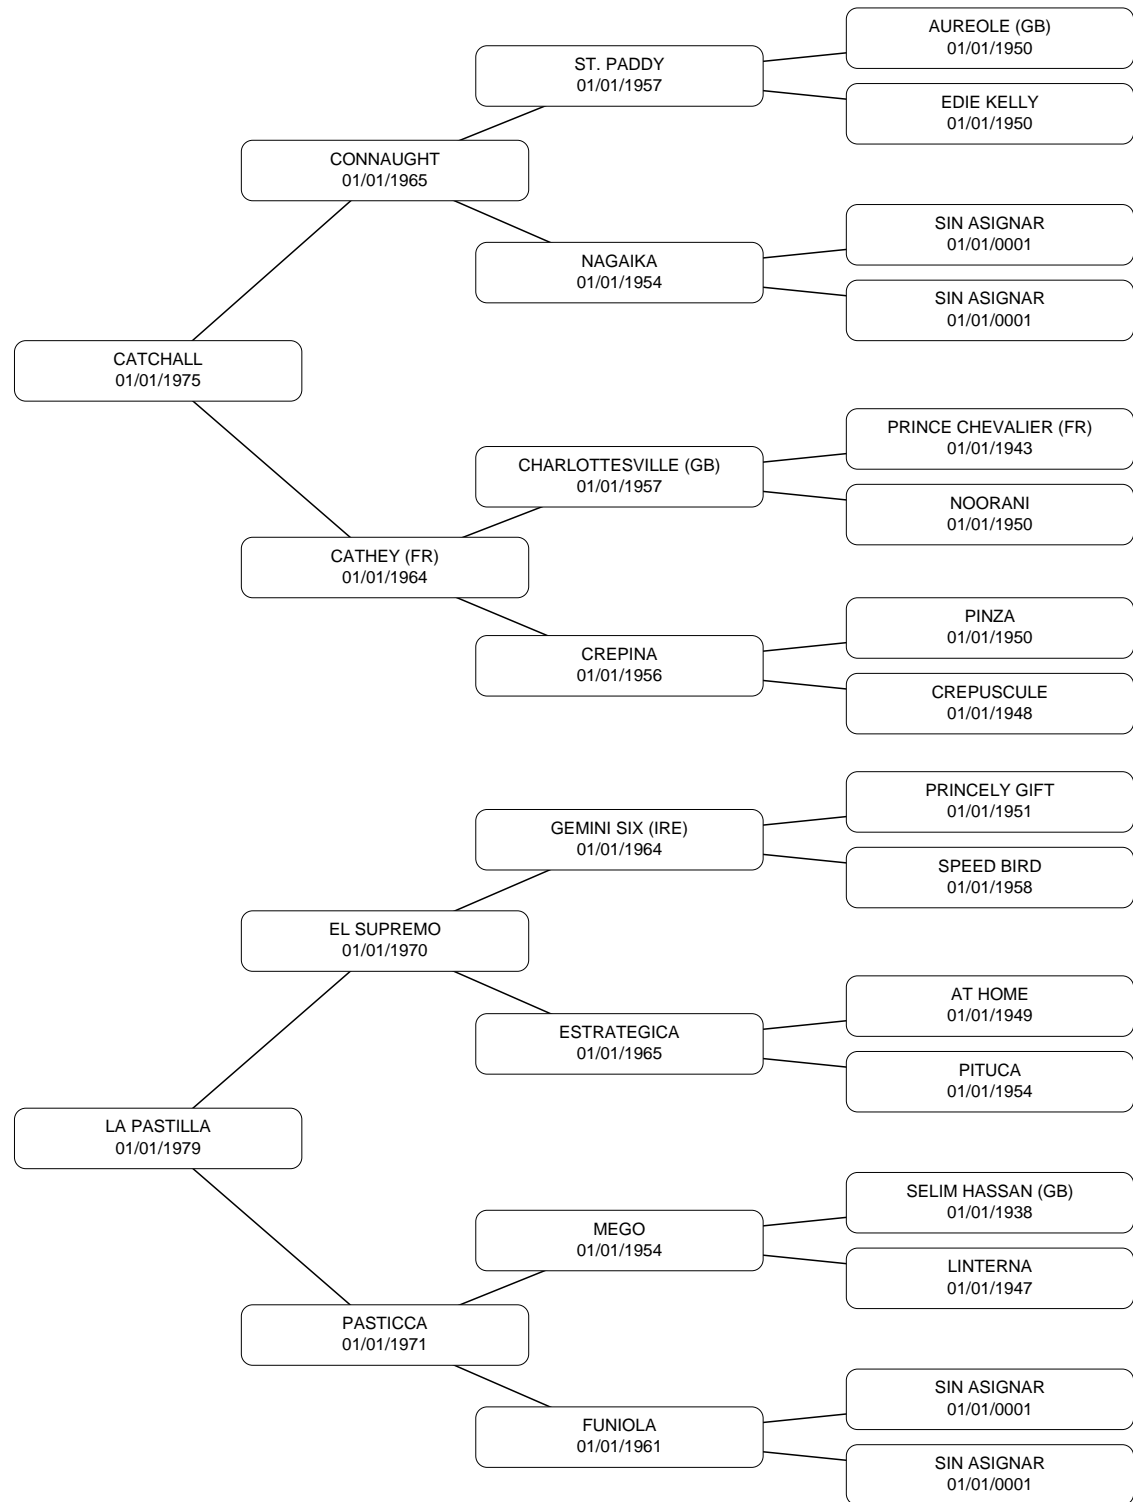 AUREOLE (GB)
01/01/1950
ST. PADDY
01/01/1957
EDIE KELLY
01/01/1950
CONNAUGHT
01/01/1965
SIN ASIGNAR
01/01/0001
NAGAIKA
01/01/1954
SIN ASIGNAR
01/01/0001
CATCHALL
01/01/1975
PRINCE CHEVALIER (FR)
01/01/1943
CHARLOTTESVILLE (GB)
01/01/1957
NOORANI
01/01/1950
CATHEY (FR)
01/01/1964
PINZA
01/01/1950
CREPINA
01/01/1956
CREPUSCULE
01/01/1948
PRINCELY GIFT
01/01/1951
GEMINI SIX (IRE)
01/01/1964
SPEED BIRD
01/01/1958
EL SUPREMO
01/01/1970
AT HOME
01/01/1949
ESTRATEGICA
01/01/1965
PITUCA
01/01/1954
LA PASTILLA
01/01/1979
SELIM HASSAN (GB)
01/01/1938
MEGO
01/01/1954
LINTERNA
01/01/1947
PASTICCA
01/01/1971
SIN ASIGNAR
01/01/0001
FUNIOLA
01/01/1961
SIN ASIGNAR
01/01/0001